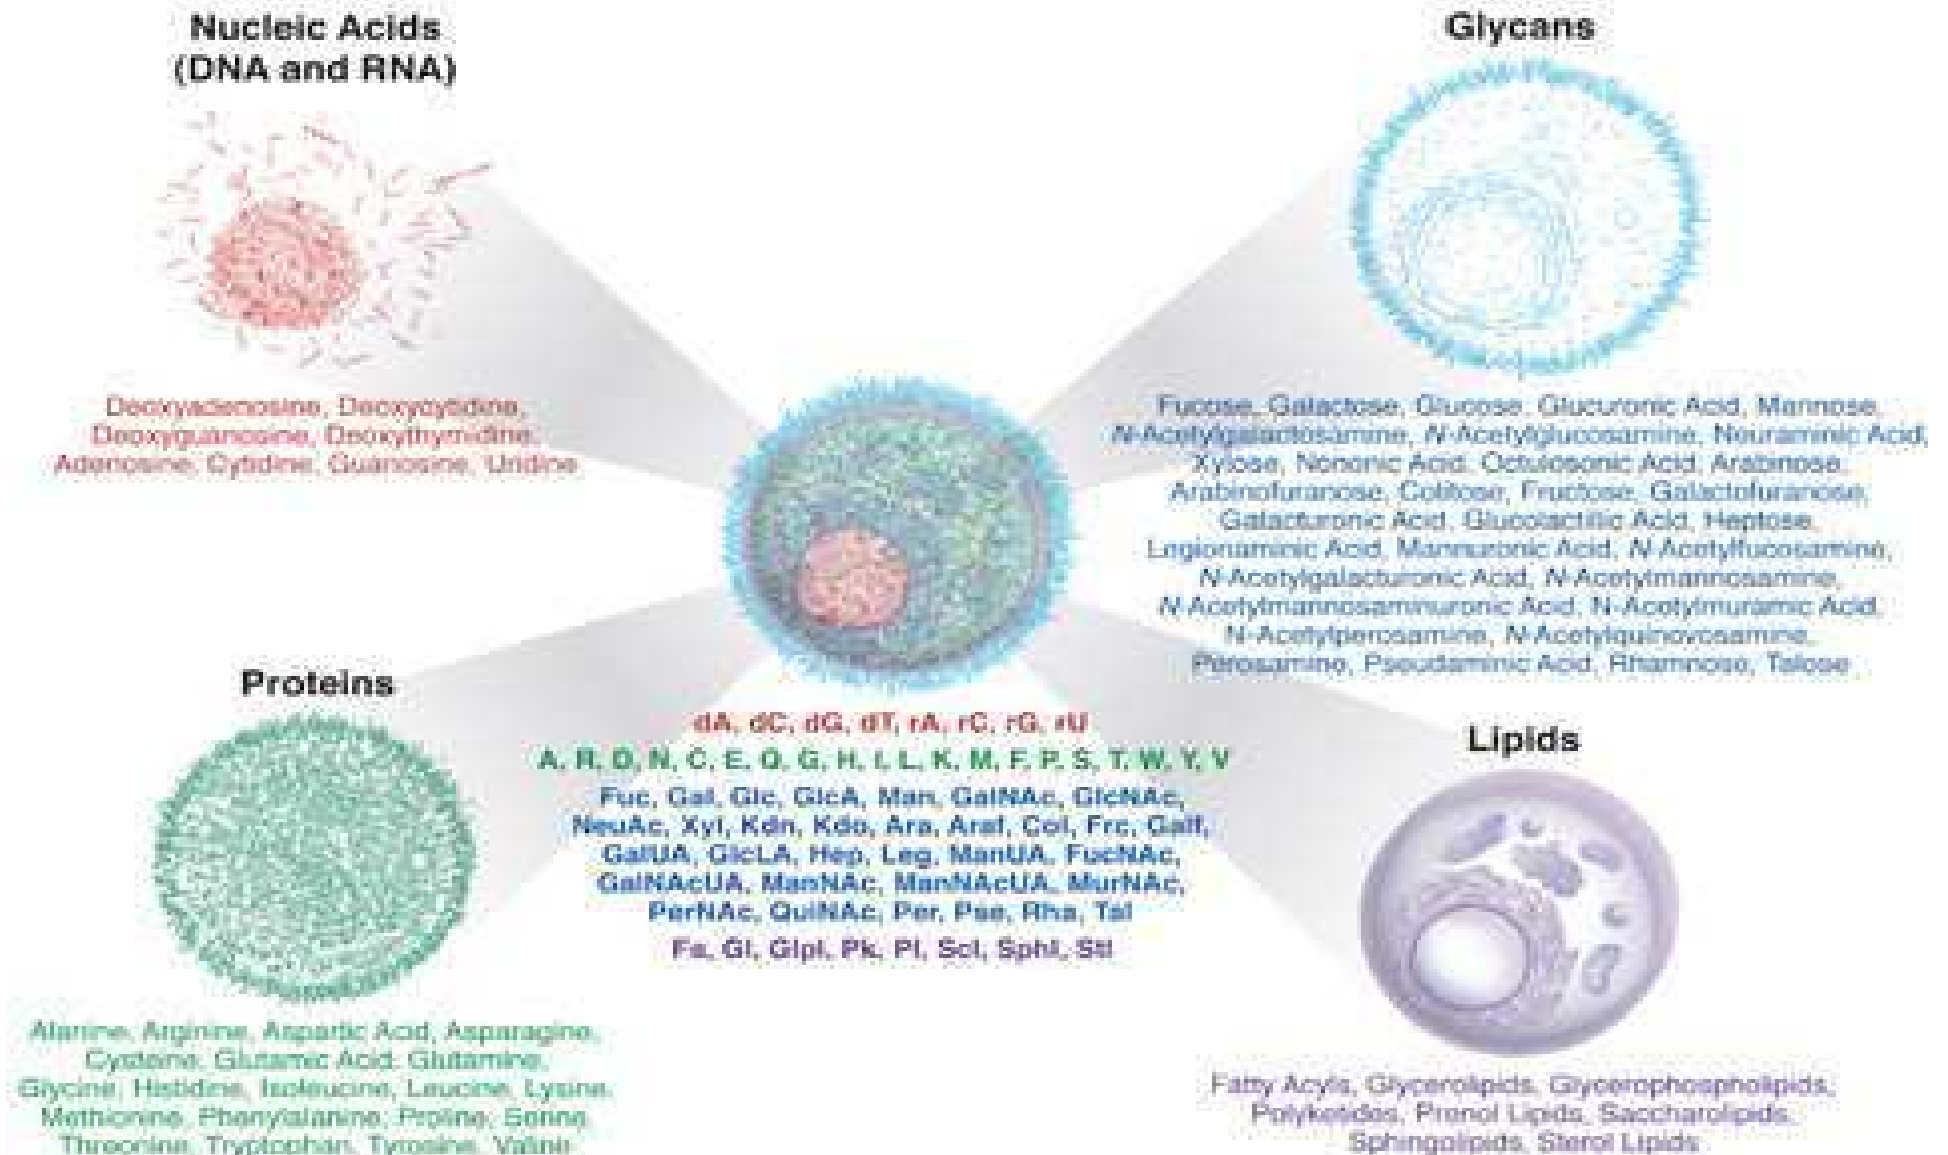 Nucleic Acids
(DNA and RNA)
Deoxyadenosine, Deoxycytidine,
Deoxyguanosine, Deoxythymidine,
Adenosine, Cytidine, Guanosine, Uridine
Glycans
Fucose, Galactose, Glucose, Glucuronic Acid, Mannose,
N-Acetylgalactosamine, N-Acetylglucosamine, Neuraminic Acid,
Xylose, Nononic Acid, Octulosonic Acid, Arabinose,
Arabinofuranose, Colitose, Fructose, Galactofuranose,
Galacturonic Acid, Glucolactilic Acid, Heptose,
Legionaminic Acid, Mannuronic Acid, N-Acetylfucosamine,
N-Acetylgalacturonic Acid, N-Acetylmannosamine,
N-Acetylmannosaminuronic Acid, N-Acetylmuramic Acid,
N-Acetylperosamine, N-Acetylquinovosamine,
Perosamine, Pseudaminic Acid, Rhamnose, Talose
Proteins
Alanine, Arginine, Aspartic Acid, Asparagine,
Cysteine, Glutamic Acid, Glutamine,
Glycine, Histidine, Isoleucine, Leucine, Lysine,
Methionine, Phenylalanine, Proline, Serine,
Threonine, Tryptophan, Tyrosine, Valine
dA, dC, dG, dT, rA, rC, rG, rU
A, R, D, N, C, E, Q, G, H, I, L, K, M, F, P, S, T, W, Y, V
Fuc, Gal, Glc, GlcA, Man, GalNAc, GlcNAc,
NeuAc, Xyl, Kdn, Kdo, Ara, Araf, Col, Frc, Galf,
GalUA, GlcLA, Hep, Leg, ManUA, FucNAc,
GalNAcUA, ManNAc, ManNAcUA, MurNAc,
PerNAc, QuiNAc, Per, Pse, Rha, Tal
Fa, Gl, Glpl, Pk, Pl, Scl, Sphl, Stl
Lipids
Fatty Acyls, Glycerolipids, Glycerophospholipids,
Polyketides, Prenol Lipids, Saccharolipids,
Sphingolipids, Sterol Lipids